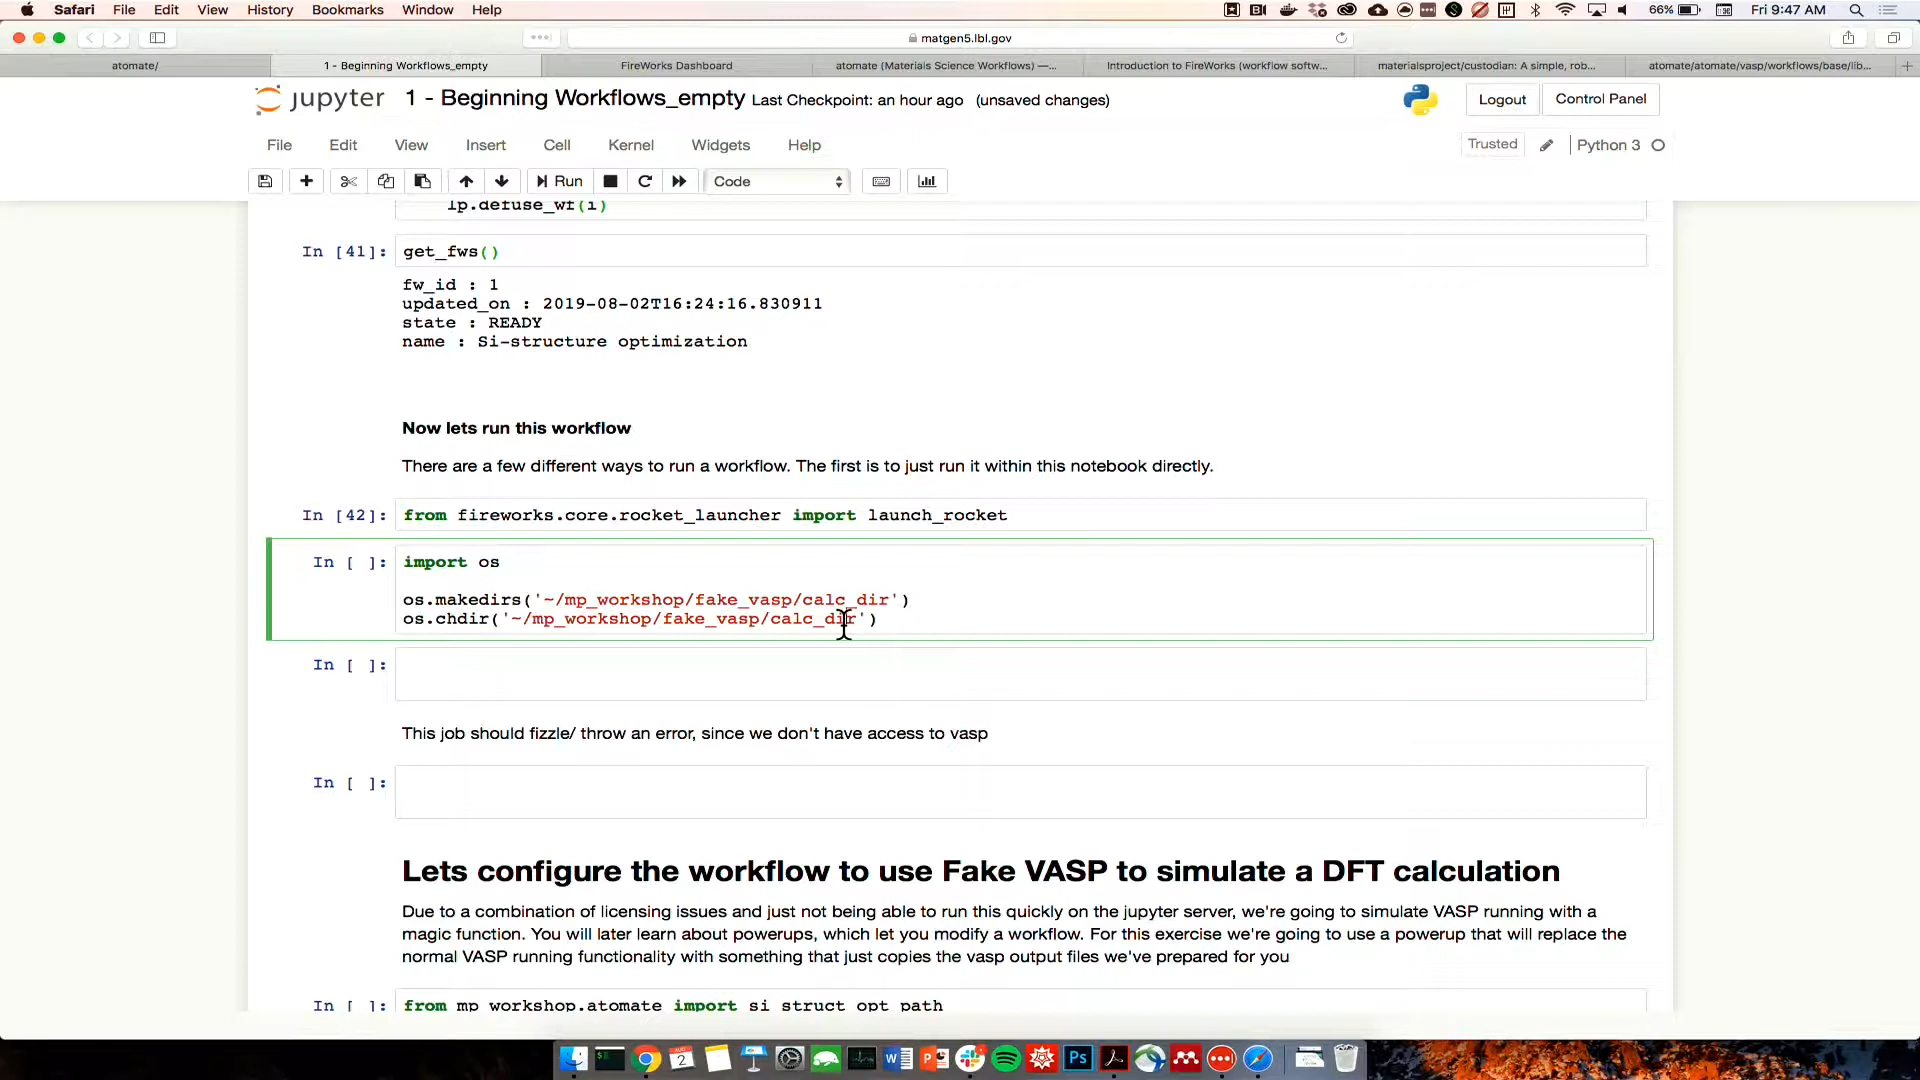 Safari File Edit View History Bookmarks Window Help 66% Fri 9:47 AM
matgen5.lbl.gov
atomate/ 1 - Beginning Workflows_empty FireWorks Dashboard atomate (Materials Science Workflows) —... Introduction to FireWorks (workflow softw... materialsproject/custodian: A simple, rob... atomate/atomate/vasp/workflows/base/lib...
jupyter 1 - Beginning Workflows_empty Last Checkpoint: an hour ago (unsaved changes) Logout Control Panel
File Edit View Insert Cell Kernel Widgets Help Trusted Python 3
Run Code
lp.defuse_wf(i)
In [41]: get_fws()
fw_id : 1
updated_on : 2019-08-02T16:24:16.830911
state : READY
name : Si-structure optimization
Now lets run this workflow
There are a few different ways to run a workflow. The first is to just run it within this notebook directly.
In [42]: from fireworks.core.rocket_launcher import launch_rocket
In [ ]: import os
os.makedirs('~/mp_workshop/fake_vasp/calc_dir')
os.chdir('~/mp_workshop/fake_vasp/calc_dir')
In [ ]:
This job should fizzle/ throw an error, since we don't have access to vasp
In [ ]:
Lets configure the workflow to use Fake VASP to simulate a DFT calculation
Due to a combination of licensing issues and just not being able to run this quickly on the jupyter server, we're going to simulate VASP running with a
magic function. You will later learn about powerups, which let you modify a workflow. For this exercise we're going to use a powerup that will replace the
normal VASP running functionality with something that just copies the vasp output files we've prepared for you
In [ ]: from mp_workshop.atomate import si_struct_opt_path